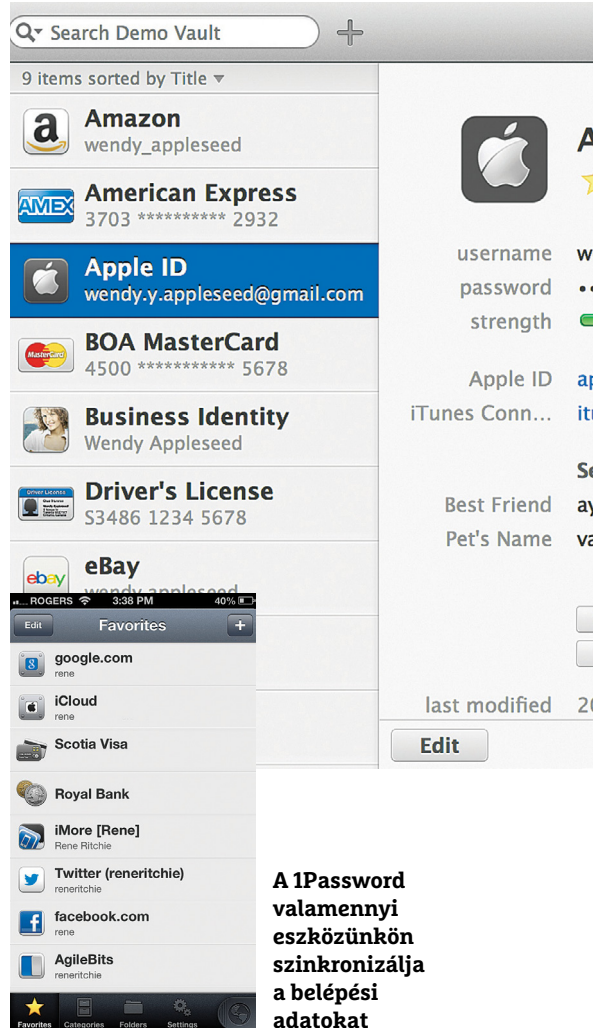 Search Demo Vault
9 items sorted by Title
Amazon
wendy_appleseed
American Express
3703 ********** 2932
Apple ID
wendy.y.appleseed@gmail.com
BOA MasterCard
4500 *********** 5678
Business Identity
Wendy Appleseed
Driver's License
S3486 1234 5678
eBay
wendy_appleseed
username
password
strength
Apple ID
iTunes Conn...
Best Friend
Pet's Name
last modified
Edit
ROGERS 3:38 PM 40%
Edit Favorites +
google.com
rene
iCloud
rene
Scotia Visa
Royal Bank
iMore [Rene]
Rene Ritchie
Twitter (reneritchie)
reneritchie
facebook.com
rene
AgileBits
reneritchie
Favorites Categories Folders Settings
A 1Password
valamennyi
eszközünkön
szinkronizálja
a belépési
adatokat